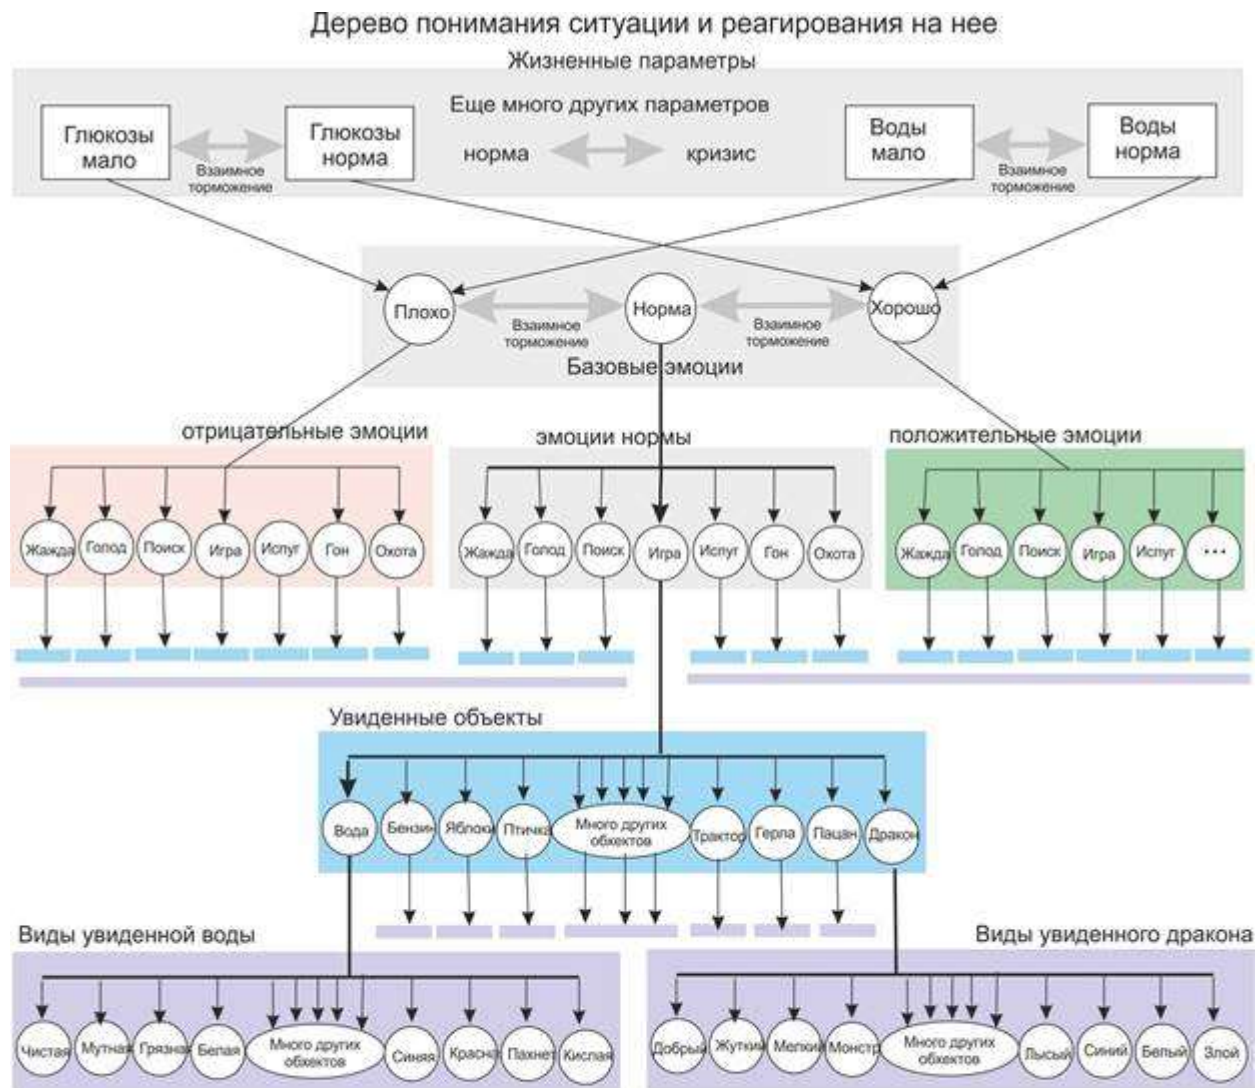 Дерево понимания ситуации и реагирования на нее
Жизненные параметры
Еще много других параметров
Глюкозы
мало
Взаимное
торможение
Глюкозы
норма
норма
кризис
Воды
мало
Взаимное
торможение
Воды
норма
Плохо
Взаимное
торможение
Норма
Взаимное
торможение
Хорошо
Базовые эмоции
отрицательные эмоции
эмоции нормы
положительные эмоции
Жажда
Голод
Поиск
Игра
Испуг
Гон
Охота
Жажда
Голод
Поиск
Игра
Испуг
Гон
Охота
Жажда
Голод
Поиск
Игра
Испуг
...
Увиденные объекты
Вода
Бензин
Яблоки
Птичка
Много других
обхектов
Трактор
Герла
Пацан
Дракон
Виды увиденной воды
Виды увиденного дракона
Чистая
Мутная
Грязная
Белая
Много других
обхектов
Синяя
Красна
Пахнет
Кислая
Добрый
Жуткий
Мелкий
Монстр
Много других
обхектов
Лысый
Синий
Белый
Злой